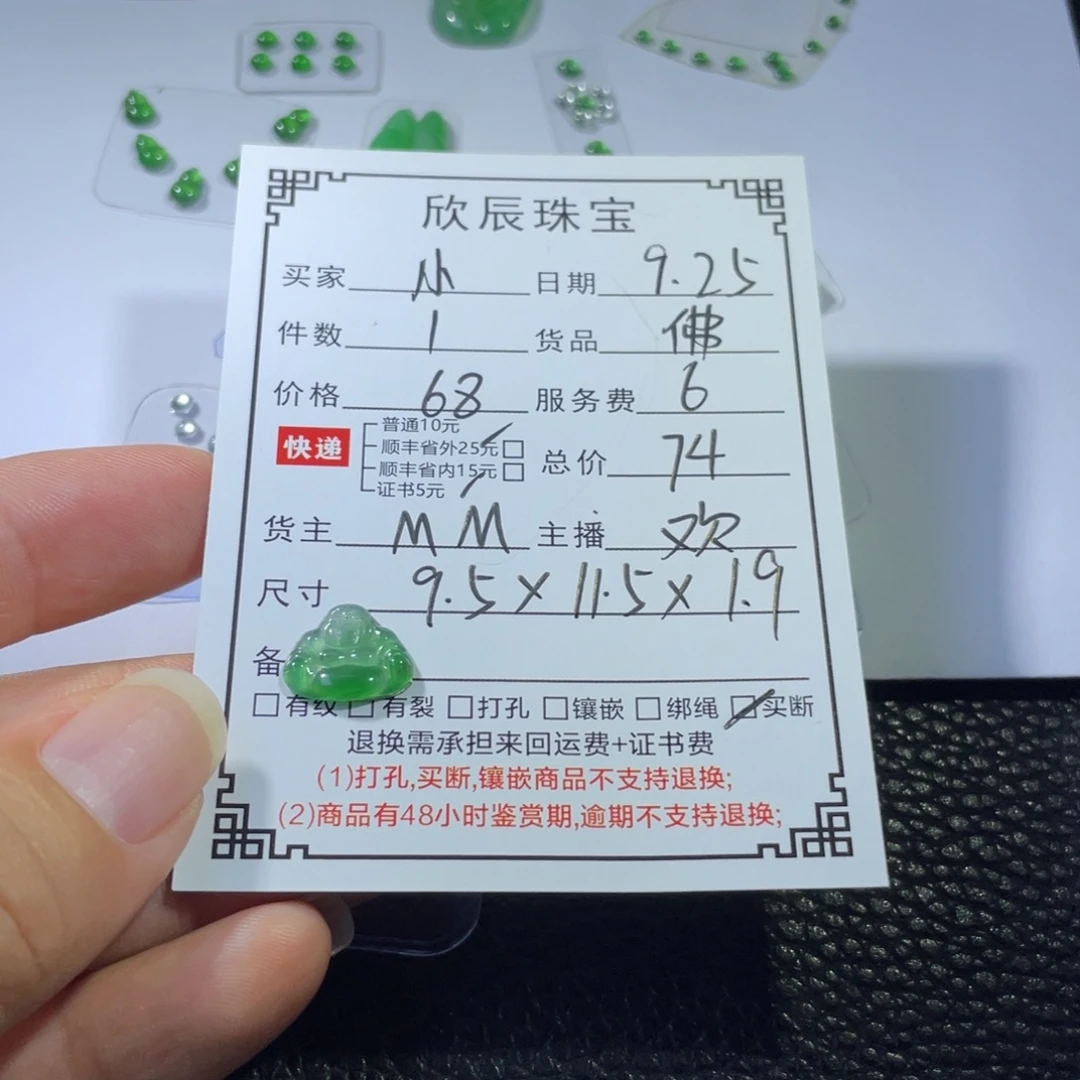 欣辰珠宝
买家 小 日期 9.25
件数 1 货品 佛
价格 68 服务费 6
快递 普通10元
顺丰省外25元□
顺丰省内15元□
证书5元
总价 74
货主 MM 主播 欢
尺寸 9.5×11.5×1.9
备
□有纹 □有裂 □打孔 □镶嵌 □绑绳 ☑买断
退换需承担来回运费+证书费
(1)打孔,买断,镶嵌商品不支持退换;
(2)商品有48小时鉴赏期,逾期不支持退换;